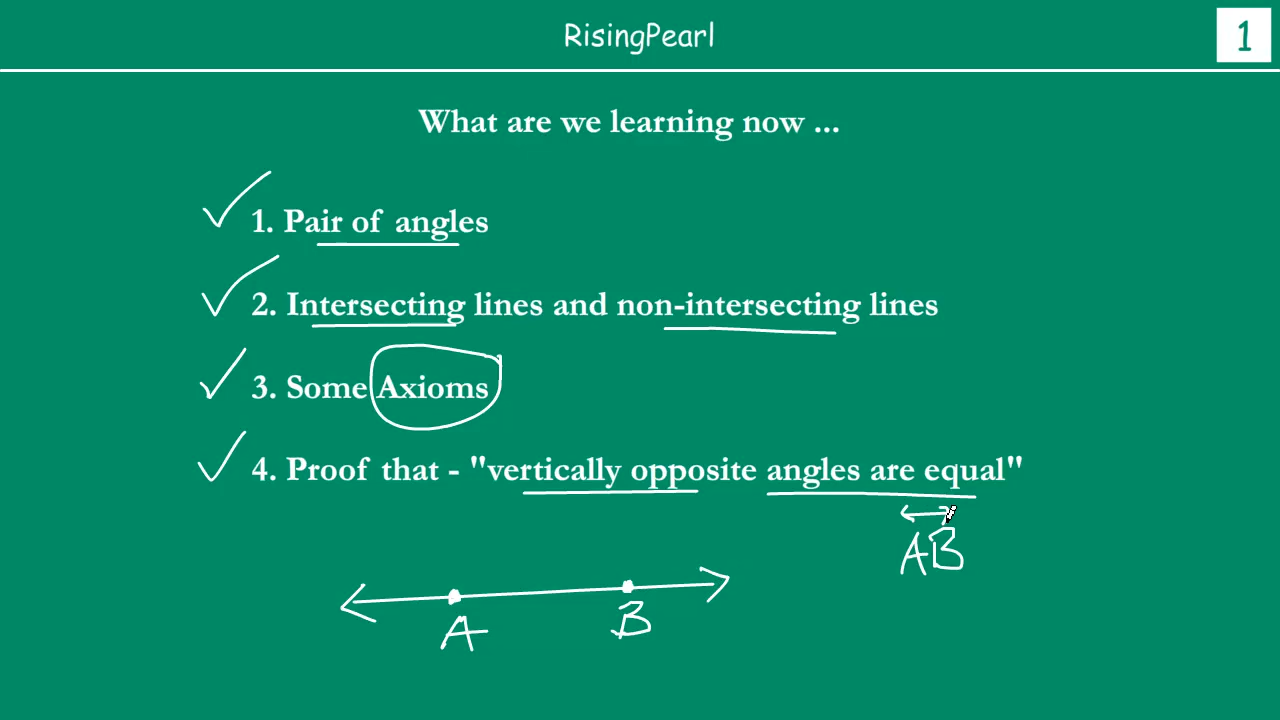 RisingPearl
1
What are we learning now ...
1. Pair of angles
2. Intersecting lines and non-intersecting lines
3. Some Axioms
4. Proof that - "vertically opposite angles are equal"
AB
A B